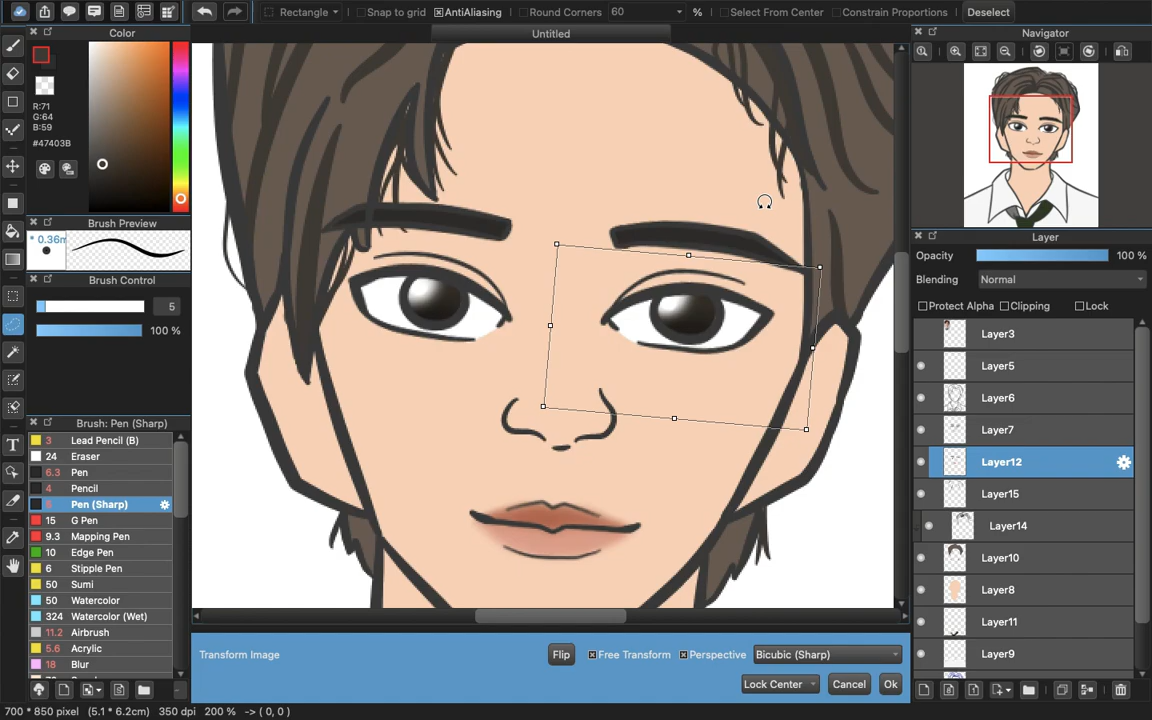 Rectangle Snap to grid AntiAliasing Round Corners 60 % Select From Center Constrain Proportions Deselect
Color
R:71
G:64
B:59
#47403B
Brush Preview
* 0.36m
Brush Control
5
100 %
Brush: Pen (Sharp)
3 Lead Pencil (B)
24 Eraser
6.3 Pen
4 Pencil
5 Pen (Sharp)
15 G Pen
9.3 Mapping Pen
10 Edge Pen
6 Stipple Pen
50 Sumi
50 Watercolor
324 Watercolor (Wet)
11.2 Airbrush
5.6 Acrylic
18 Blur
Untitled
Transform Image
Flip Free Transform Perspective Bicubic (Sharp)
Lock Center Cancel Ok
Navigator
Layer
Opacity 100 %
Blending Normal
Protect Alpha Clipping Lock
Layer3
Layer5
Layer6
Layer7
Layer12
Layer15
Layer14
Layer10
Layer8
Layer11
Layer9
700 * 850 pixel (5.1 * 6.2cm) 350 dpi 200 % -> ( 0, 0 )